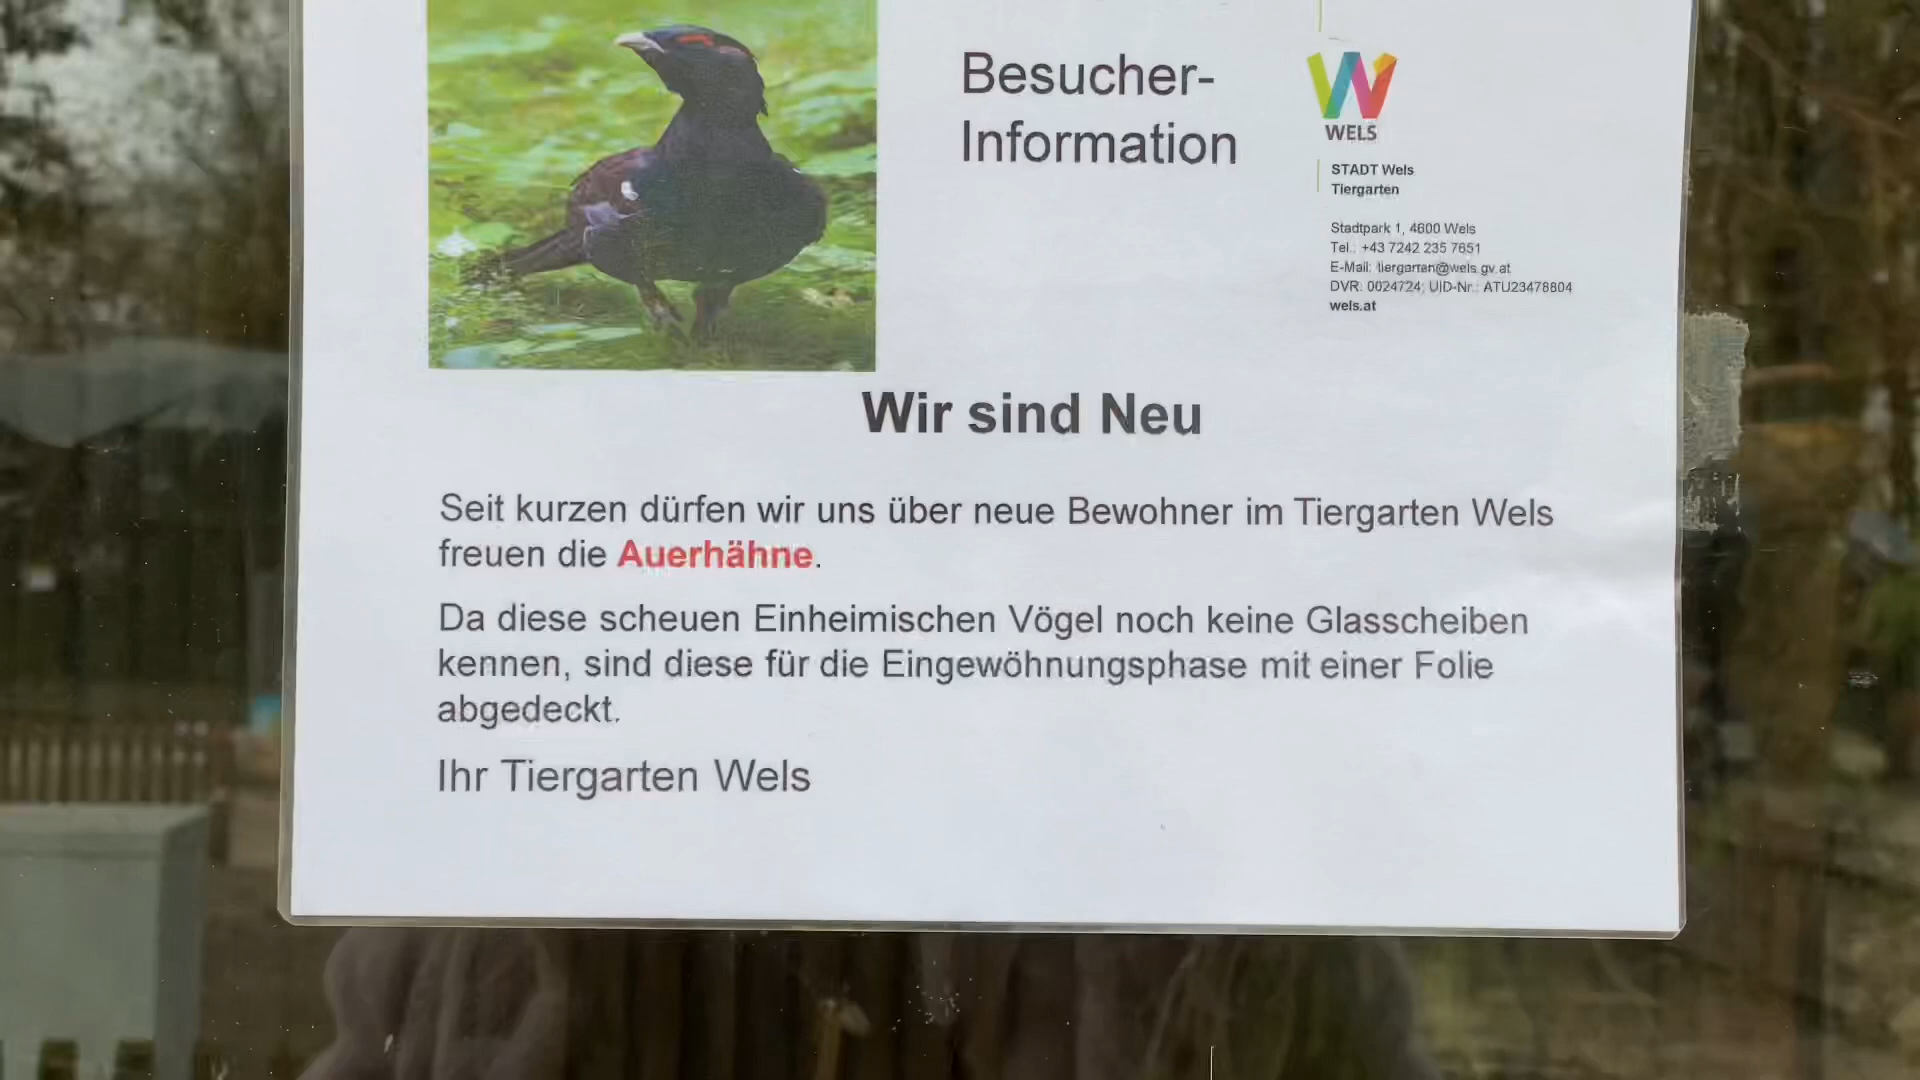 Besucher-
Information
WELS
STADT Wels
Tiergarten
Stadtpark 1, 4600 Wels
Tel.: +43 7242 235 7651
E-Mail: tiergarten@wels.gv.at
DVR: 0024724; UID-Nr.: ATU23478804
wels.at
Wir sind Neu
Seit kurzen dürfen wir uns über neue Bewohner im Tiergarten Wels
freuen die Auerhähne.
Da diese scheuen Einheimischen Vögel noch keine Glasscheiben
kennen, sind diese für die Eingewöhnungsphase mit einer Folie
abgedeckt.
Ihr Tiergarten Wels